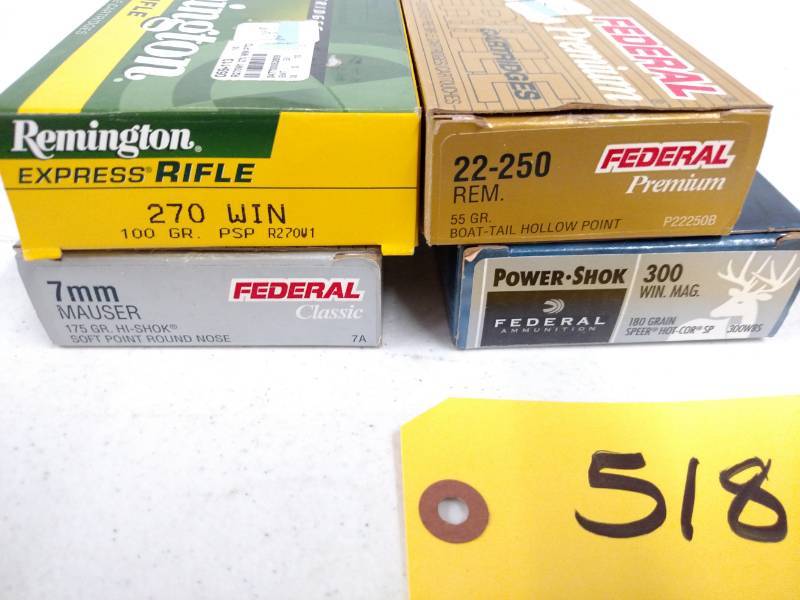 Remington
EXPRESS® RIFLE
270 WIN
100 GR. PSP R270W1
FEDERAL
Premium
CARTRIDGES
22-250
REM.
FEDERAL
Premium
55 GR.
BOAT-TAIL HOLLOW POINT
P22250B
7mm
MAUSER
FEDERAL
Classic
175 GR. HI-SHOK®
SOFT POINT ROUND NOSE
7A
POWER·SHOK
FEDERAL
AMMUNITION
300
WIN. MAG.
180 GRAIN
SPEER® HOT-COR® SP
300WBS
518